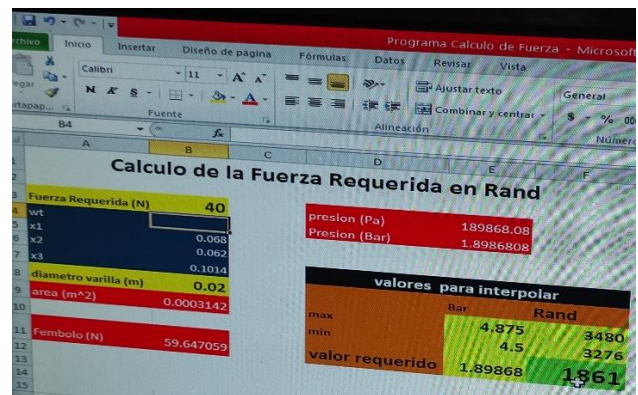 Programa Calculo de Fuerza - Microsoft
Inicio Insertar Diseño de página Fórmulas Datos Revisar Vista
Calibri 11 A A Ajustar texto General
N K S A Combinar y centrar $ % 000
Fuente Alineación Número
B4 fx
A B C D E F
1
2 Calculo de la Fuerza Requerida en Rand
3 Fuerza Requerida (N) 40
4 wt presion (Pa) 189868.08
5 x1 0.068 Presion (Bar) 1.8986808
6 x2 0.062
7 x3 0.1014
8 diametro varilla (m) 0.02 valores para interpolar
9 area (m^2) 0.0003142 Bar Rand
10 max 4.875 3480
11 Fembolo (N) 59.647059 min 4.5 3276
12 valor requerido 1.89868 1861
13
14
15